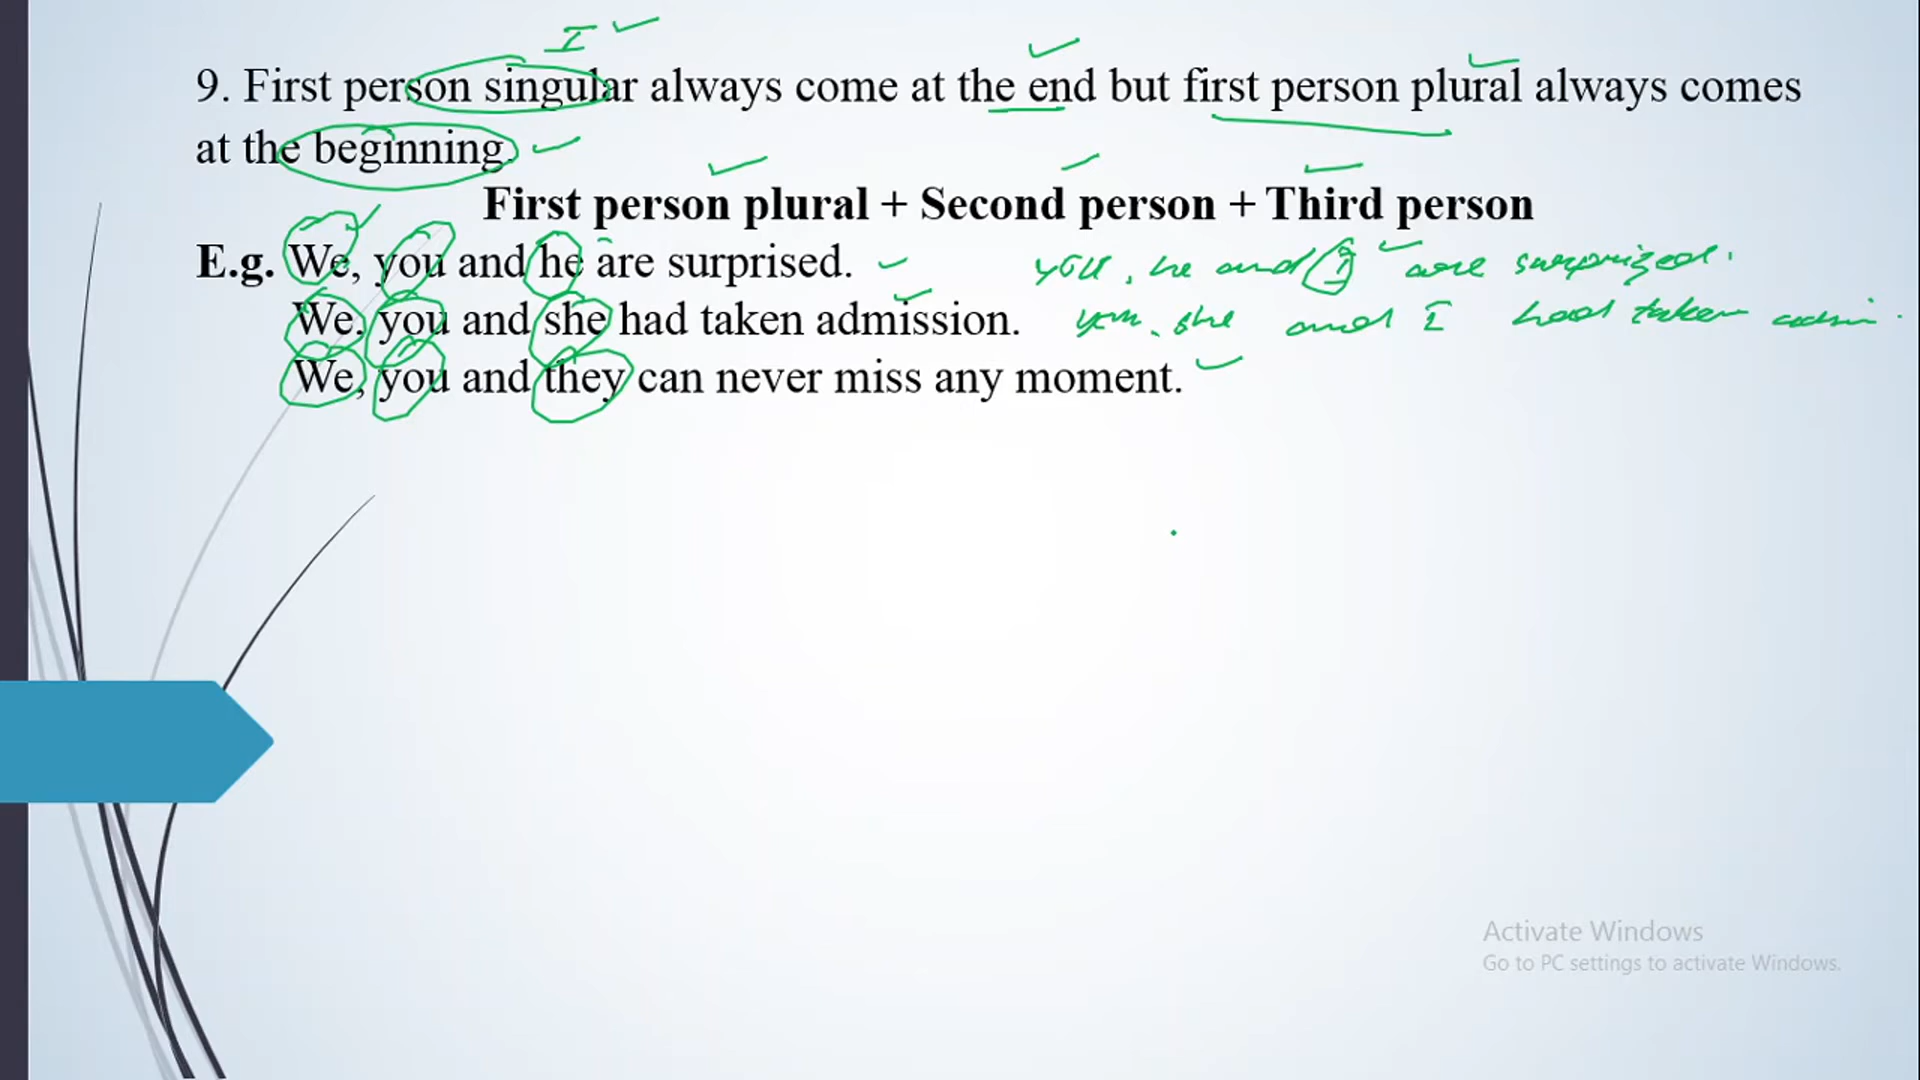 I
9. First person singular always come at the end but first person plural always comes
at the beginning.
First person plural + Second person + Third person
E.g. We, you and he are surprised. you, he and I are surprized.
We, you and she had taken admission. you, she and I had taken
We, you and they can never miss any moment.
Activate Windows
Go to PC settings to activate Windows.